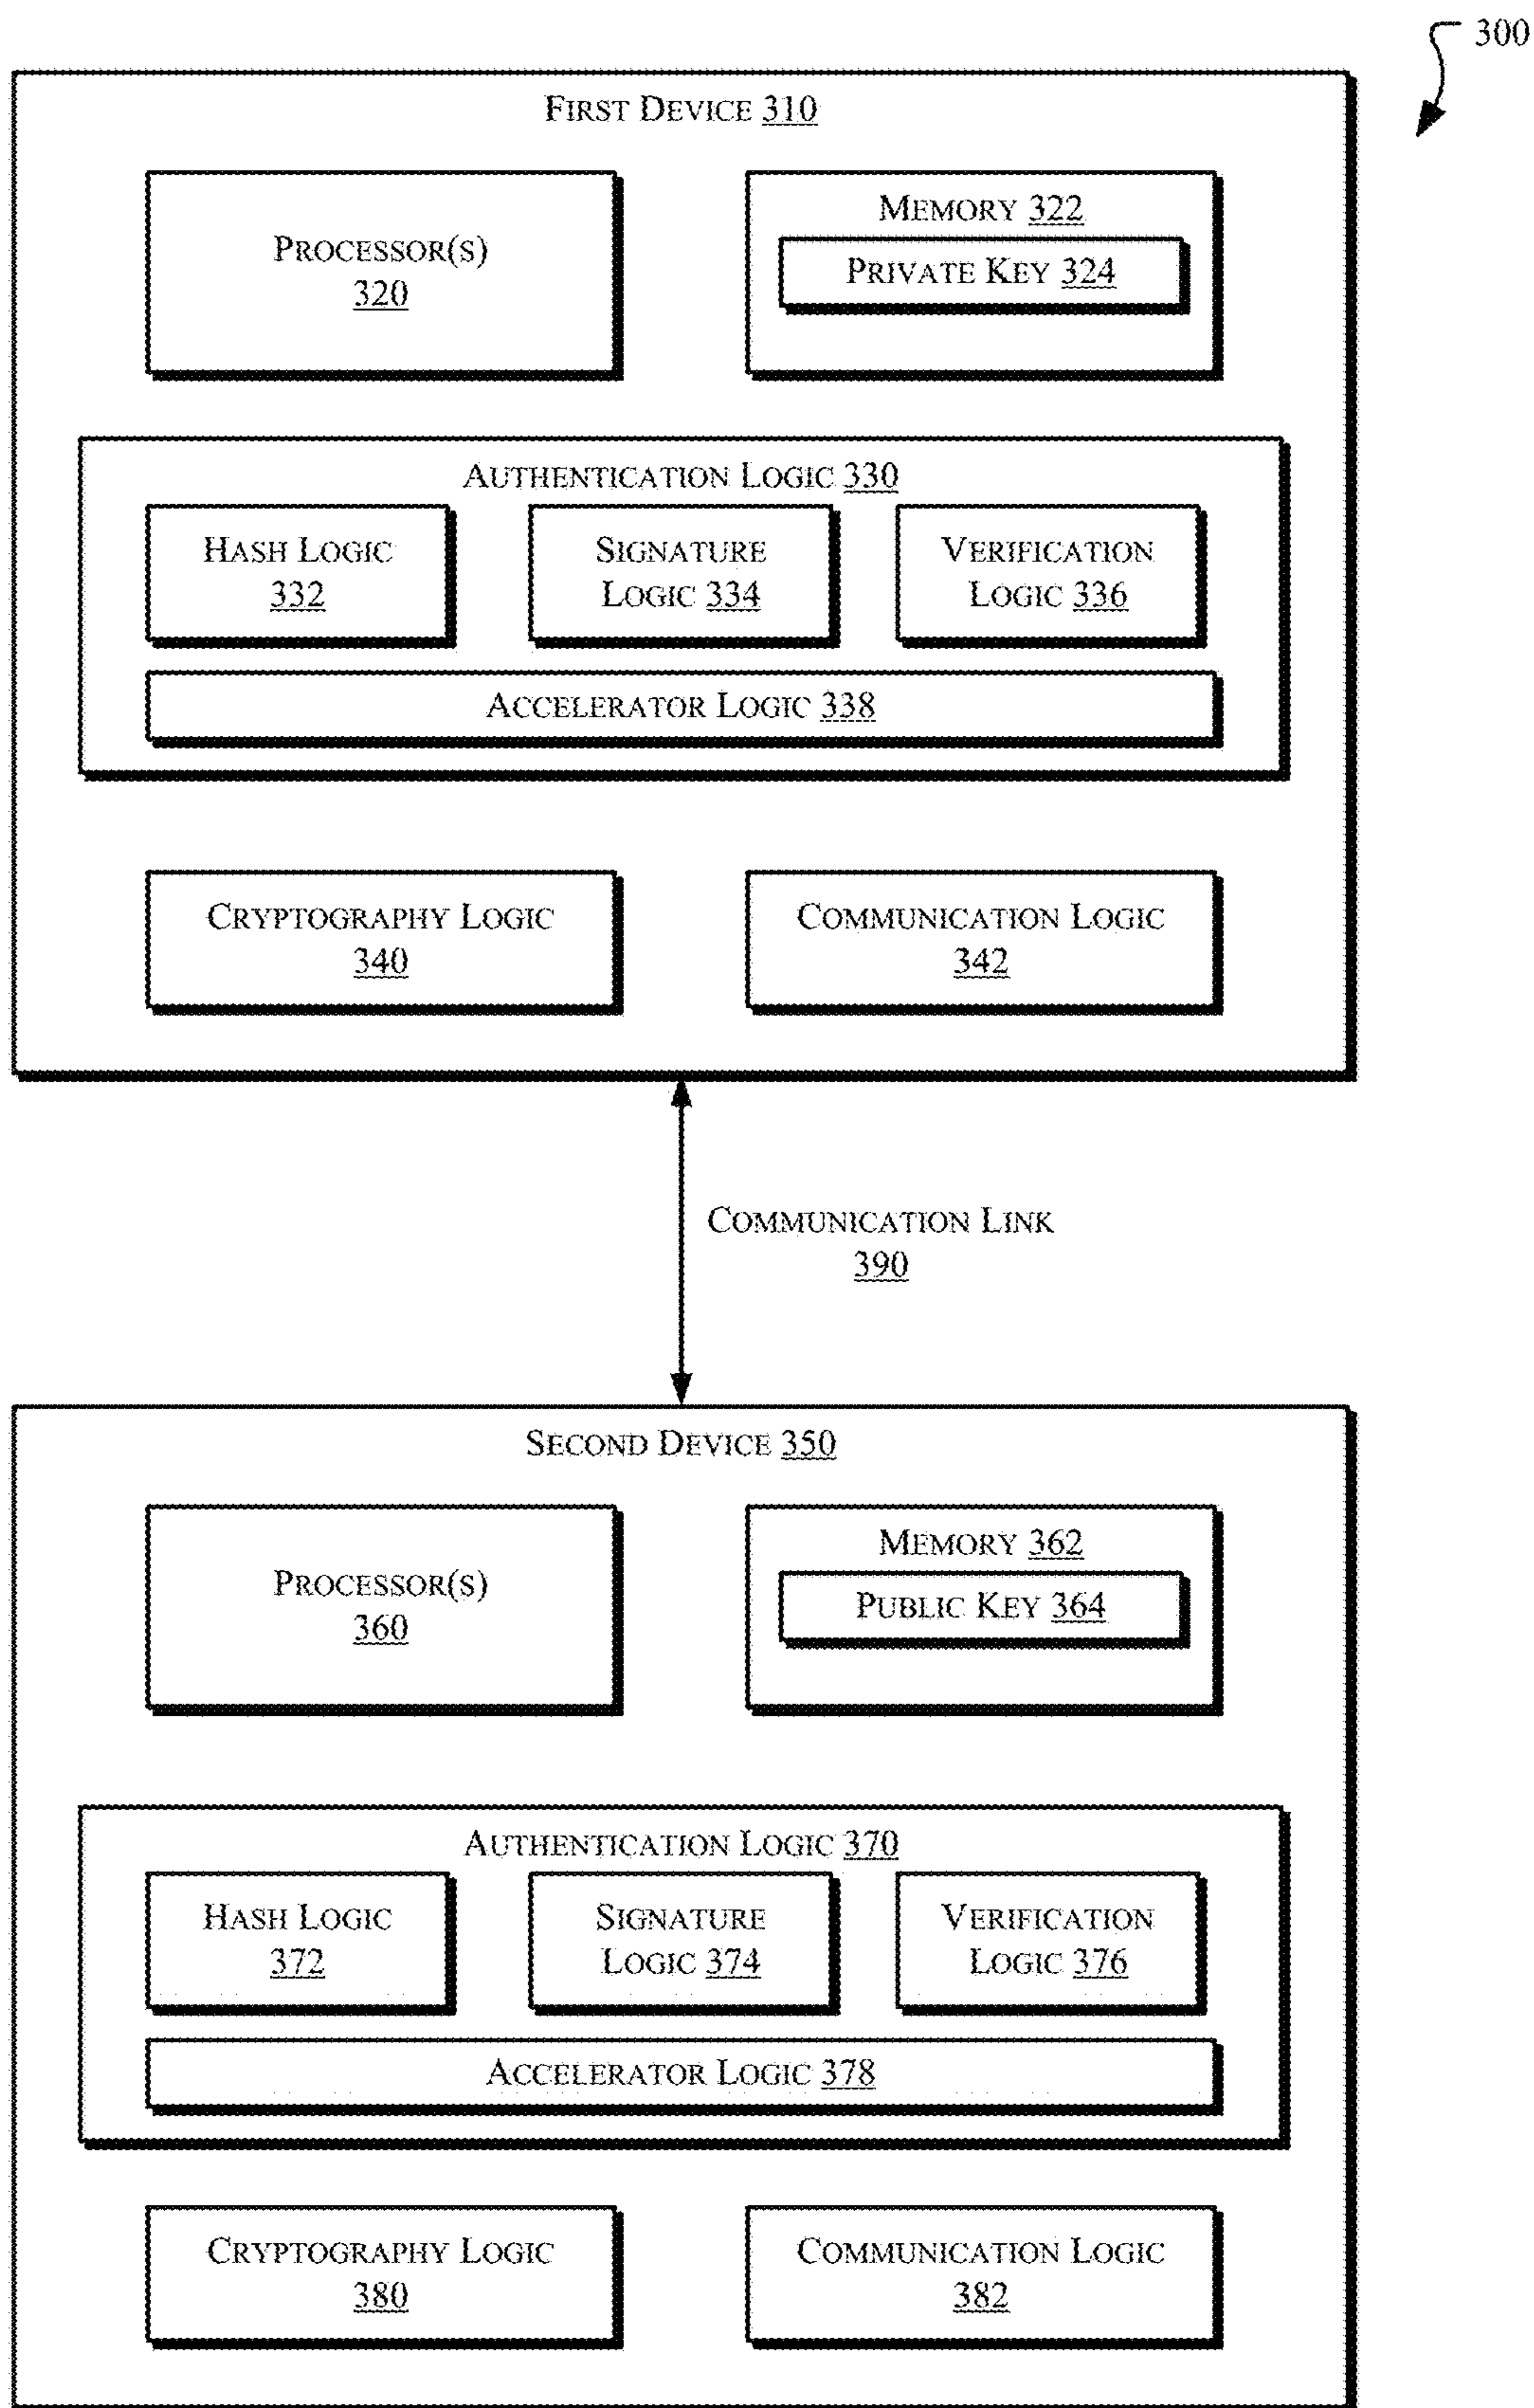 300
FIRST DEVICE 310
PROCESSOR(S)
320
MEMORY 322
PRIVATE KEY 324
AUTHENTICATION LOGIC 330
HASH LOGIC
332
SIGNATURE
LOGIC 334
VERIFICATION
LOGIC 336
ACCELERATOR LOGIC 338
CRYPTOGRAPHY LOGIC
340
COMMUNICATION LOGIC
342
COMMUNICATION LINK
390
SECOND DEVICE 350
PROCESSOR(S)
360
MEMORY 362
PUBLIC KEY 364
AUTHENTICATION LOGIC 370
HASH LOGIC
372
SIGNATURE
LOGIC 374
VERIFICATION
LOGIC 376
ACCELERATOR LOGIC 378
CRYPTOGRAPHY LOGIC
380
COMMUNICATION LOGIC
382